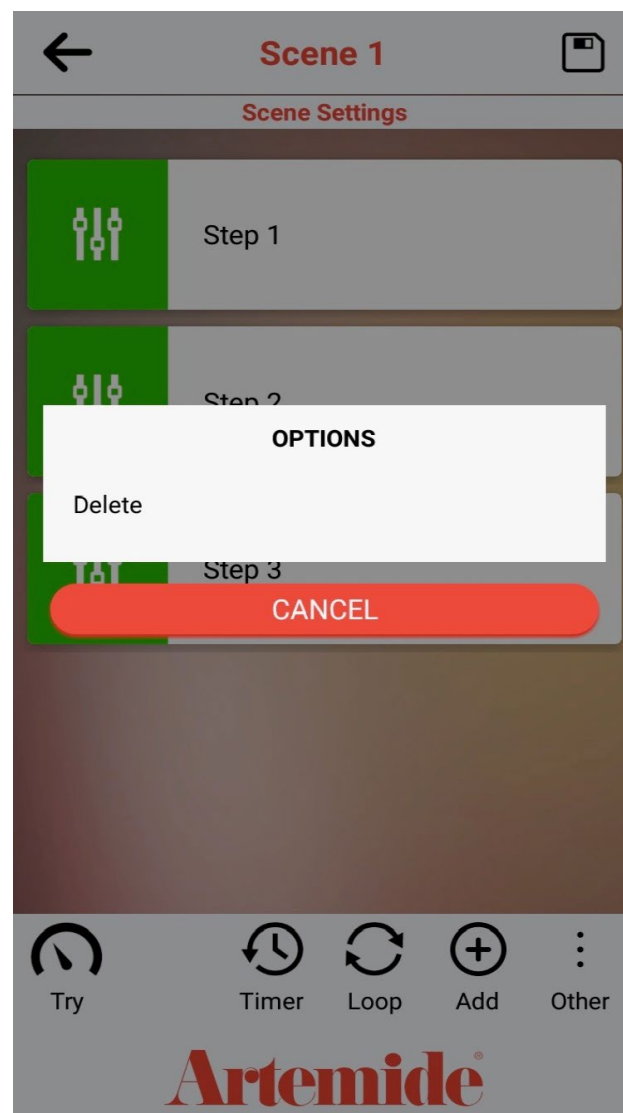 Scene 1
Scene Settings
Step 1
Step 2
OPTIONS
Delete
Step 3
CANCEL
Try Timer Loop Add Other
Artemide®